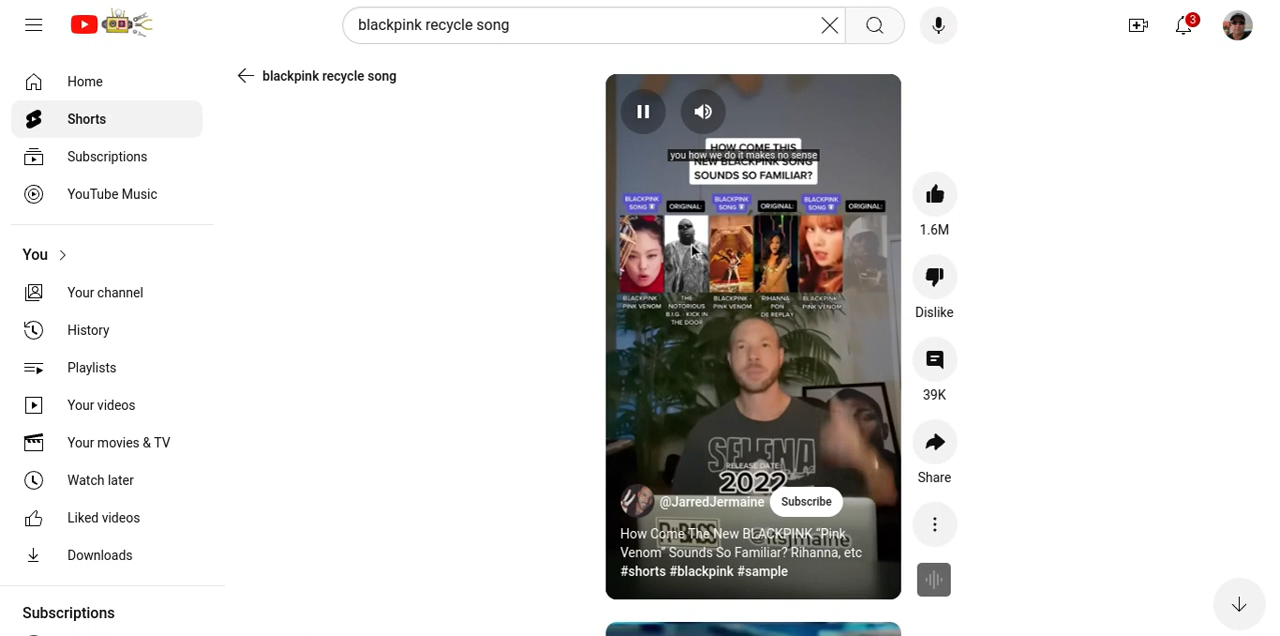 blackpink recycle song
3
Home
Shorts
Subscriptions
YouTube Music
You
Your channel
History
Playlists
Your videos
Your movies & TV
Watch later
Liked videos
Downloads
Subscriptions
blackpink recycle song
HOW COME THIS
you how we do it makes no sense
NEW BLACKPINK SONG
SOUNDS SO FAMILIAR?
BLACKPINK SONG
ORIGINAL:
BLACKPINK SONG
ORIGINAL:
BLACKPINK SONG
ORIGINAL:
BLACKPINK - PINK VENOM
THE NOTORIOUS B.I.G. - KICK IN THE DOOR
BLACKPINK - PINK VENOM
RIHANNA - PON DE REPLAY
BLACKPINK - PINK VENOM
SELENA
RELEASE DATE:
2022
@JarredJermaine
Subscribe
How Come The New BLACKPINK “Pink
Venom” Sounds So Familiar? Rihanna, etc
#shorts #blackpink #sample
1.6M
Dislike
39K
Share